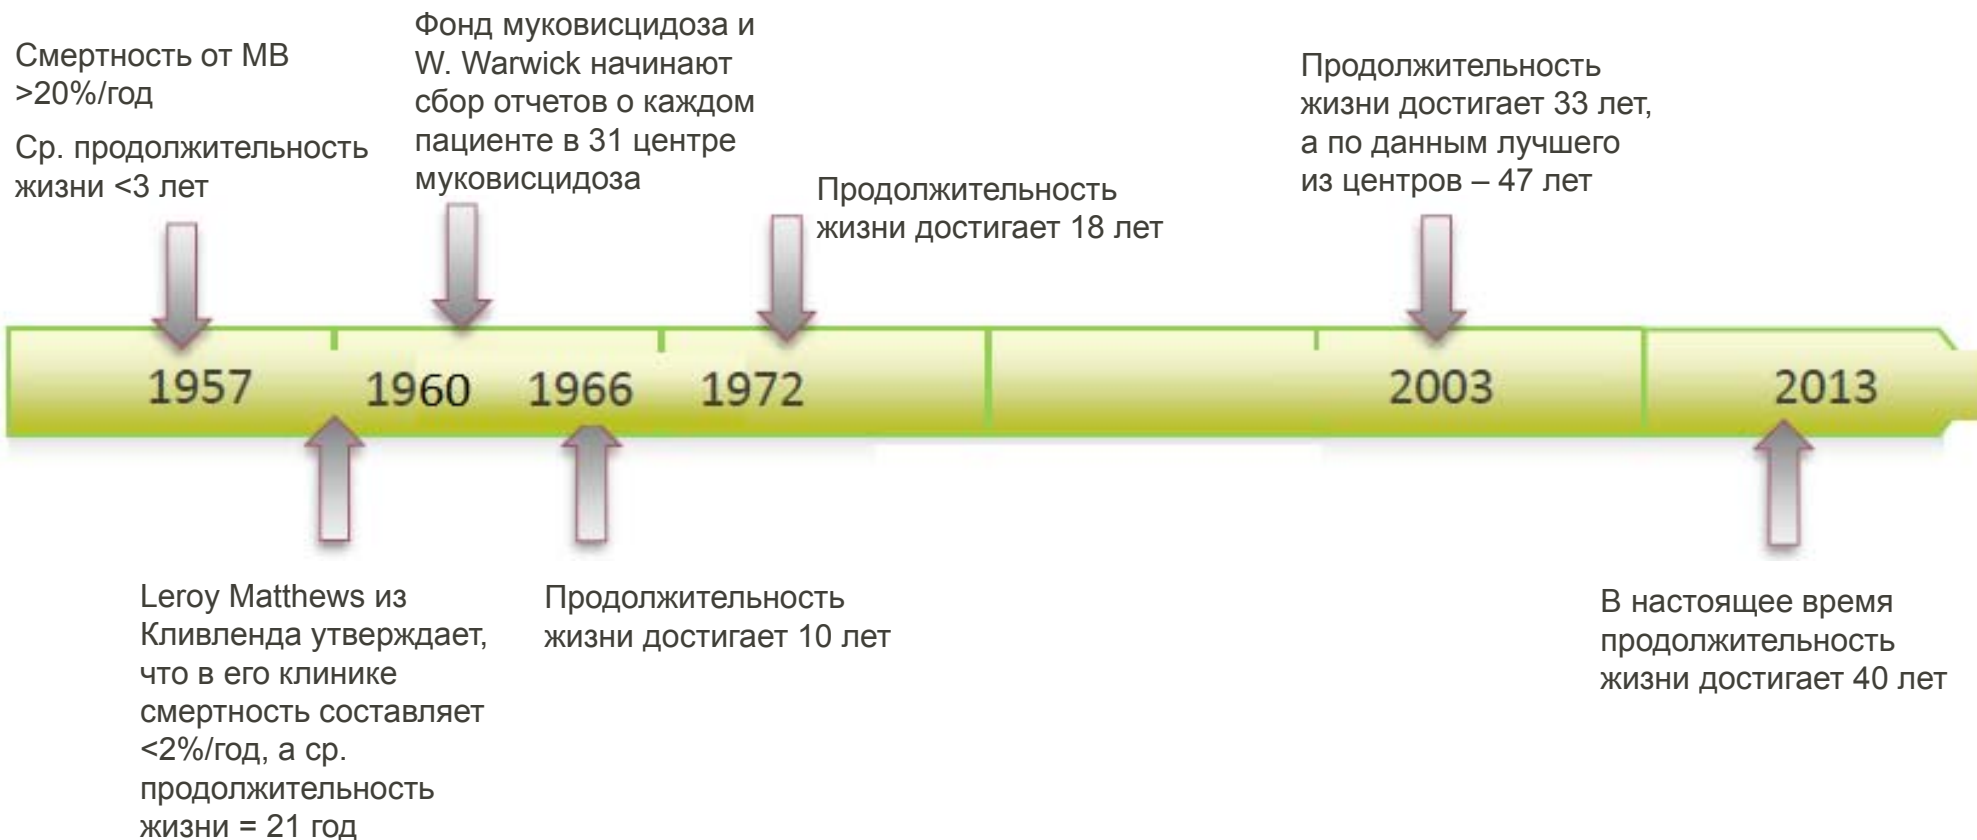 Смертность от МВ
>20%/год
Ср. продолжительность
жизни <3 лет
Фонд муковисцидоза и
W. Warwick начинают
сбор отчетов о каждом
пациенте в 31 центре
муковисцидоза
Продолжительность
жизни достигает 18 лет
Продолжительность
жизни достигает 33 лет,
а по данным лучшего
из центров – 47 лет
1957
1960
1966
1972
2003
2013
Leroy Matthews из
Кливленда утверждает,
что в его клинике
смертность составляет
<2%/год, а ср.
продолжительность
жизни = 21 год
Продолжительность
жизни достигает 10 лет
В настоящее время
продолжительность
жизни достигает 40 лет